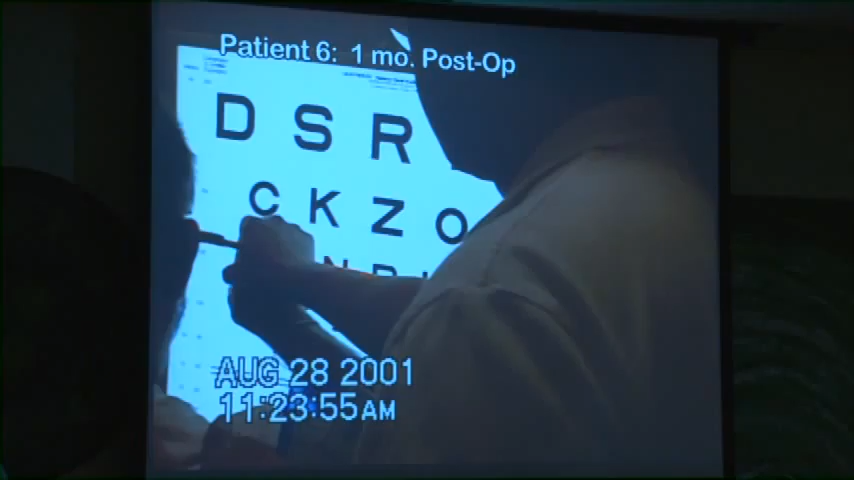 Patient 6: 1 mo. Post-Op
D S R
C K Z O
N
AUG 28 2001
11:23:55 AM